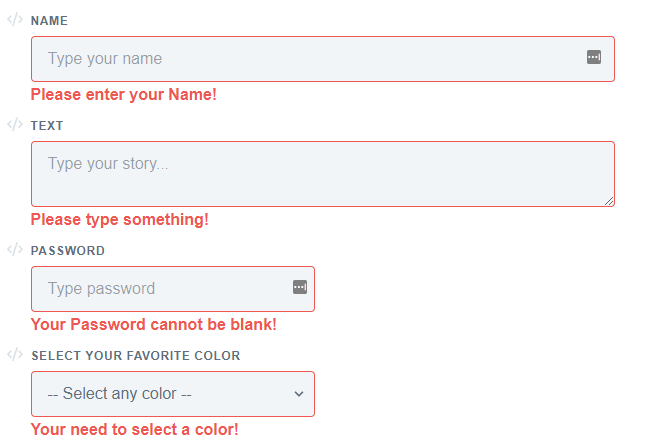 </> NAME
Type your name
Please enter your Name!
</> TEXT
Type your story...
Please type something!
</> PASSWORD
Type password
Your Password cannot be blank!
</> SELECT YOUR FAVORITE COLOR
-- Select any color --
Your need to select a color!